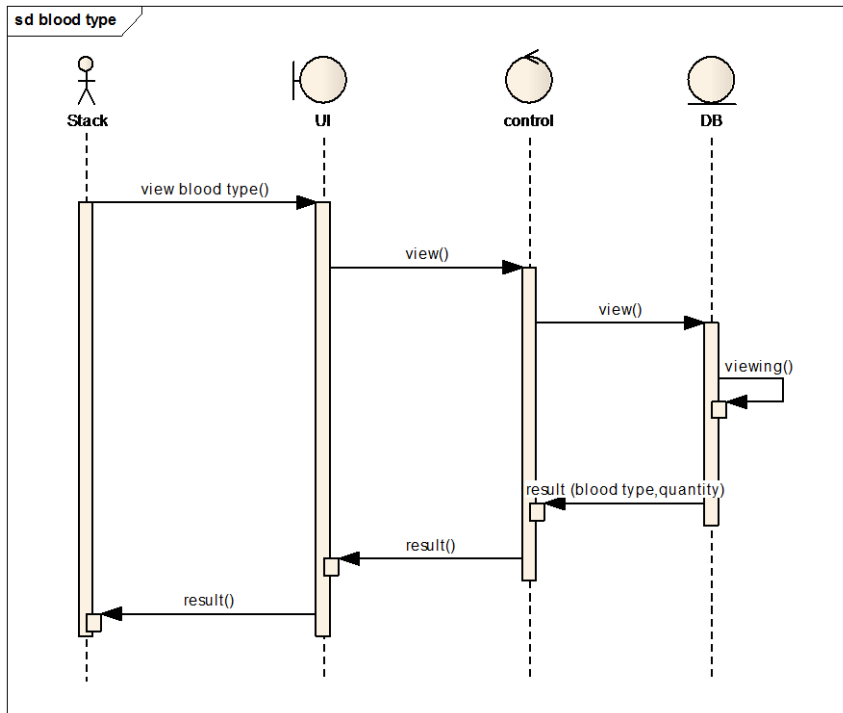 sd blood type
Stack
UI
control
DB
view blood type()
view()
view()
viewing()
result (blood type,quantity)
result()
result()